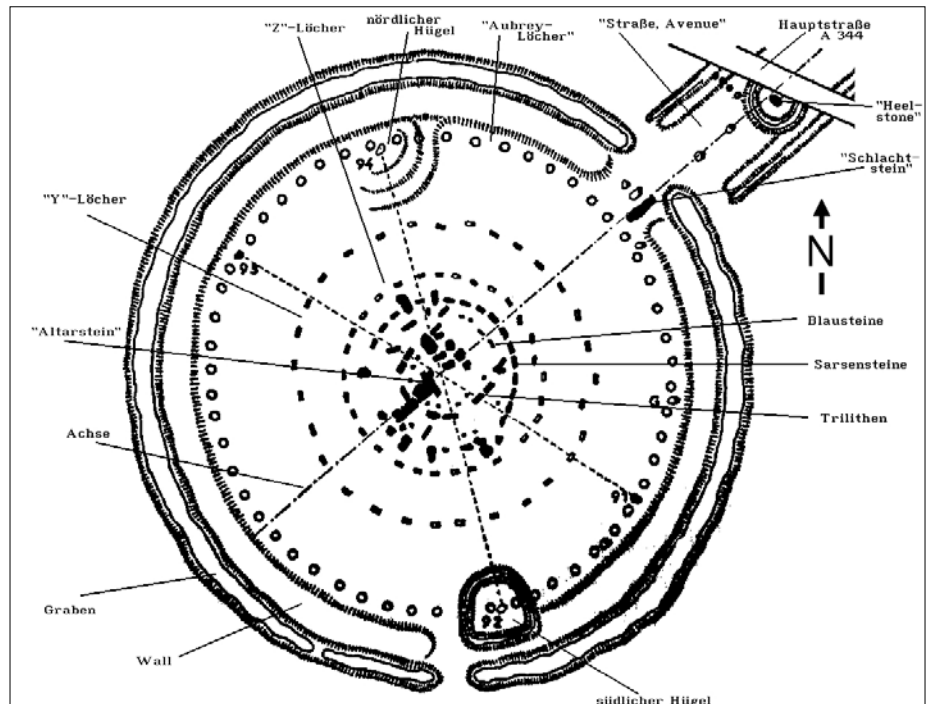 "Z"-Löcher
nördlicher
Hügel
"Aubrey-
Löcher"
"Straße, Avenue"
Hauptstraße
A 344
"Heel-
stone"
"Schlacht-
stein"
"Y"-Löcher
94
93
N
"Altarstein"
Blausteine
Sarsensteine
Trilithen
Achse
91
Graben
92
Wall
südlicher Hügel